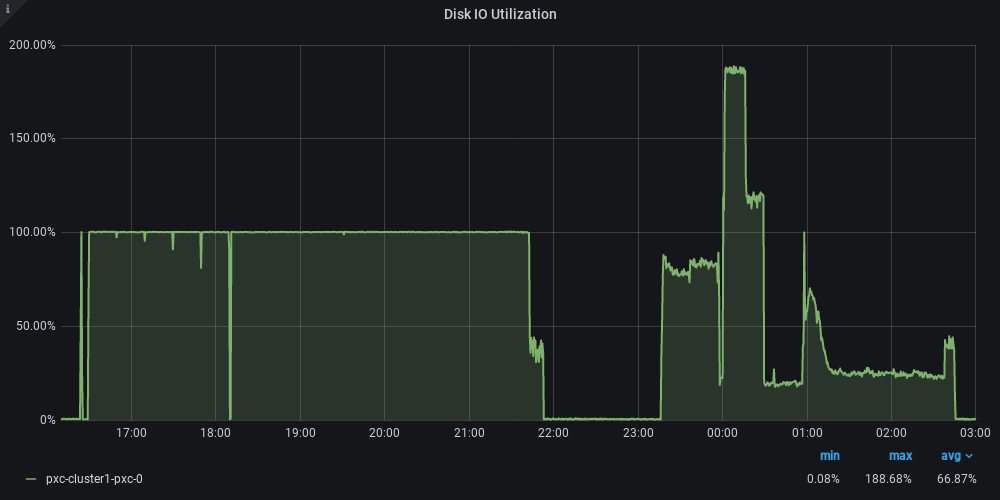 i
Disk IO Utilization
200.00%
150.00%
100.00%
50.00%
0%
17:00 18:00 19:00 20:00 21:00 22:00 23:00 00:00 01:00 02:00 03:00
min max avg
pxc-cluster1-pxc-0 0.08% 188.68% 66.87%